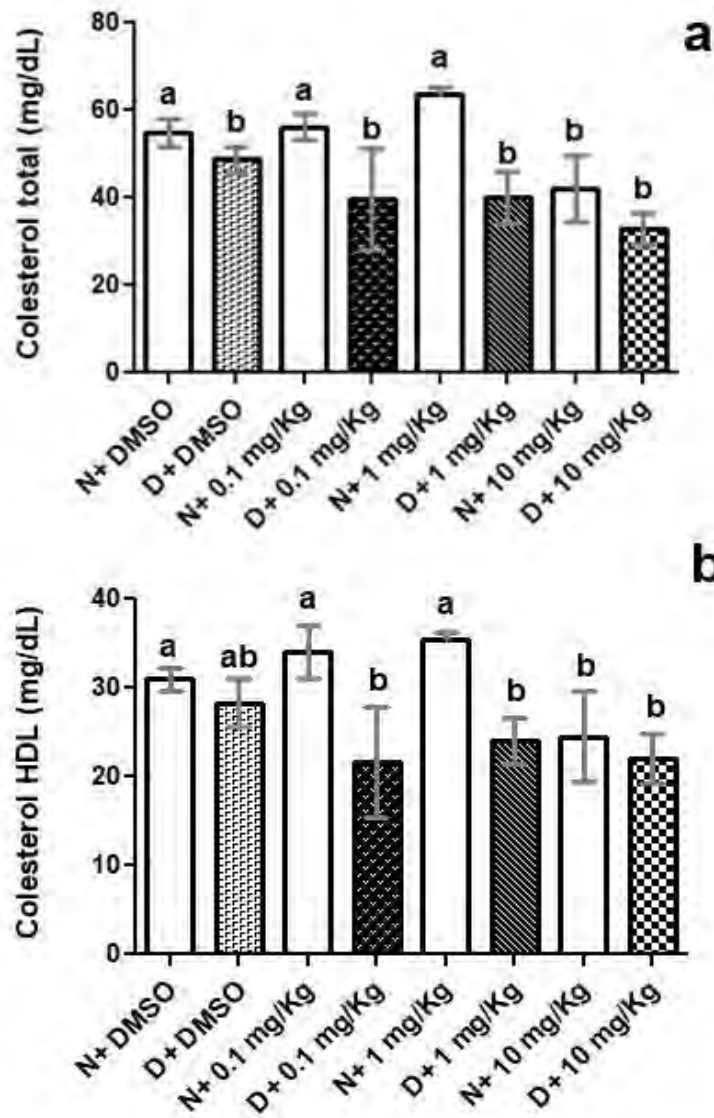 a
Colesterol total (mg/dL)
80
60
40
20
0
a
b
a
b
a
b
b
b
N+ DMSO
D+ DMSO
N+ 0.1 mg/Kg
D+ 0.1 mg/Kg
N+ 1 mg/Kg
D+ 1 mg/Kg
N+ 10 mg/Kg
D+ 10 mg/Kg
b
Colesterol HDL (mg/dL)
40
30
20
10
0
a
ab
a
b
a
b
b
b
N+ DMSO
D+ DMSO
N+ 0.1 mg/Kg
D+ 0.1 mg/Kg
N+ 1 mg/Kg
D+ 1 mg/Kg
N+ 10 mg/Kg
D+ 10 mg/Kg